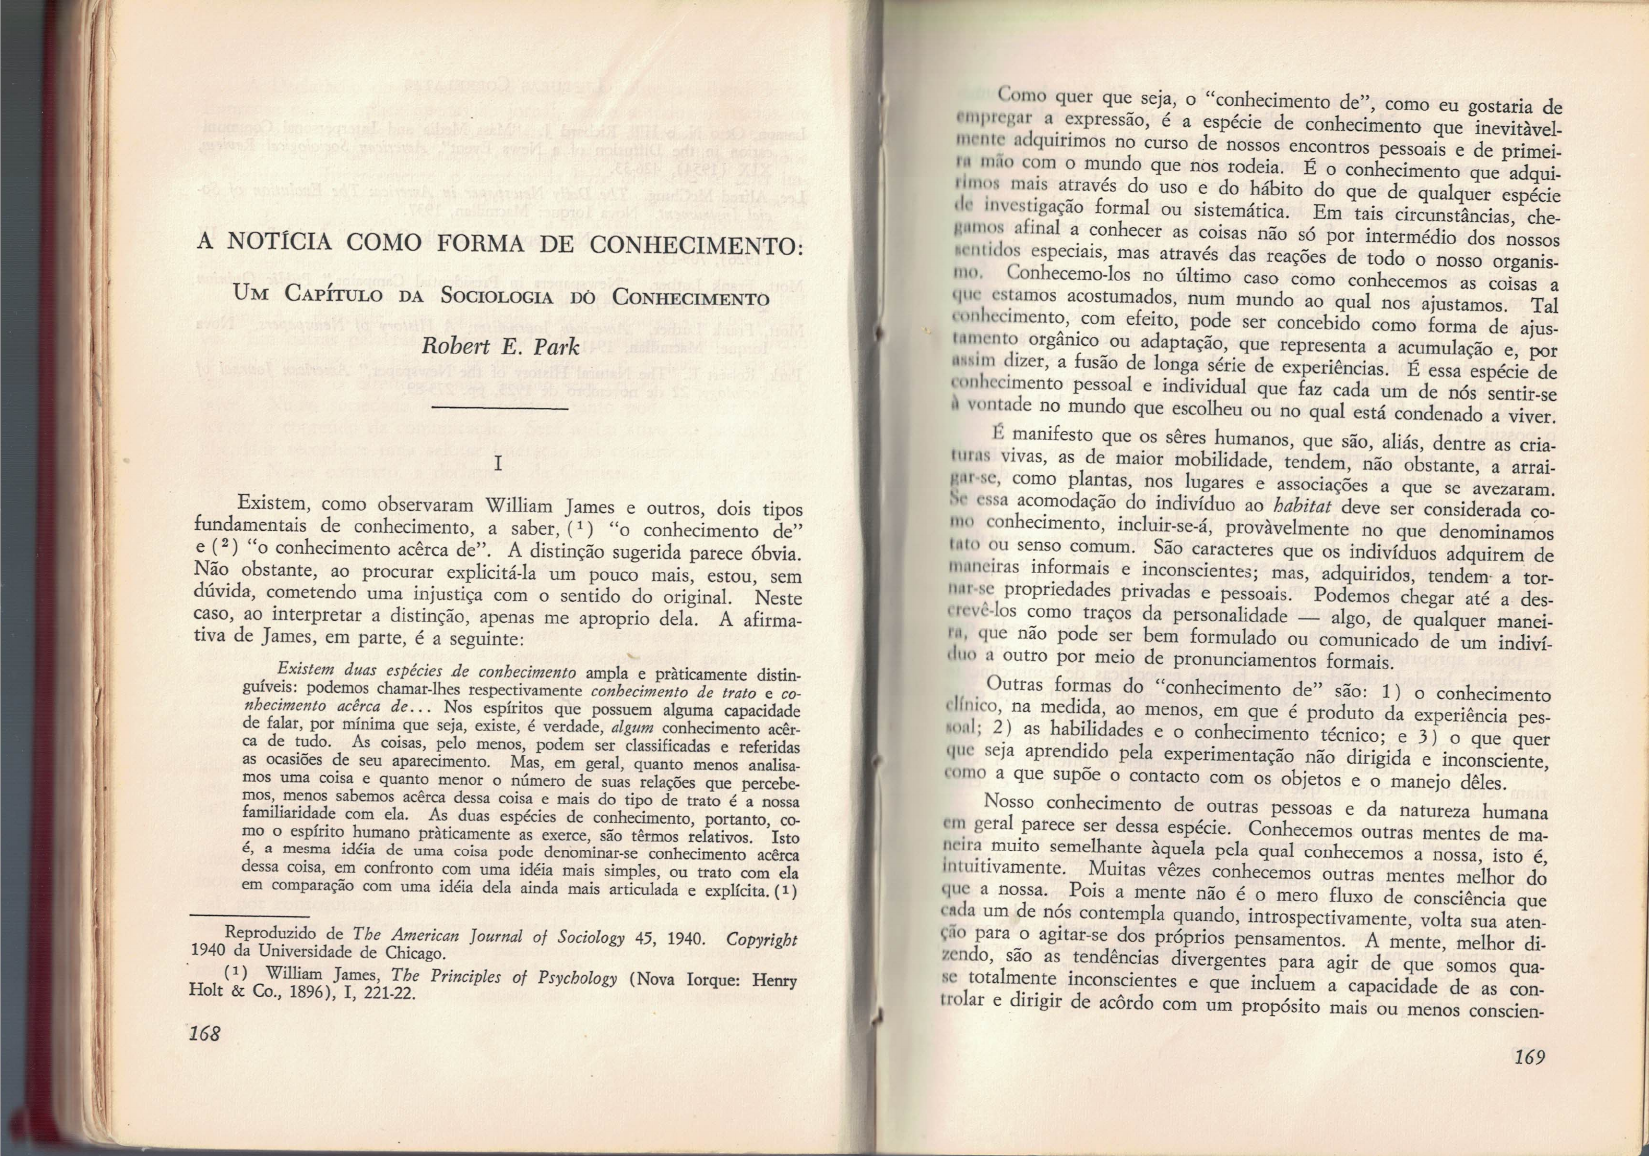 A NOTÍCIA COMO FORMA DE CONHECIMENTO:
Um Capítulo da Sociologia do Conhecimento
Robert E. Park
I
Existem, como observaram William James e outros, dois tipos
fundamentais de conhecimento, a saber, (1) “o conhecimento de”
e (2) “o conhecimento acêrca de”. A distinção sugerida parece óbvia.
Não obstante, ao procurar explicitá-la um pouco mais, estou, sem
dúvida, cometendo uma injustiça com o sentido do original. Neste
caso, ao interpretar a distinção, apenas me aproprio dela. A afirma-
tiva de James, em parte, é a seguinte:
Existem duas espécies de conhecimento ampla e pràticamente distin-
guíveis: podemos chamar-lhes respectivamente conhecimento de trato e co-
nhecimento acêrca de... Nos espíritos que possuem alguma capacidade
de falar, por mínima que seja, existe, é verdade, algum conhecimento acêr-
ca de tudo. As coisas, pelo menos, podem ser classificadas e referidas
as ocasiões de seu aparecimento. Mas, em geral, quanto menos analisa-
mos uma coisa e quanto menor o número de suas relações que percebe-
mos, menos sabemos acêrca dessa coisa e mais do tipo de trato é a nossa
familiaridade com ela. As duas espécies de conhecimento, portanto, co-
mo o espírito humano pràticamente as exerce, são têrmos relativos. Isto
é, a mesma idéia de uma coisa pode denominar-se conhecimento acêrca
dessa coisa, em confronto com uma idéia mais simples, ou trato com ela
em comparação com uma idéia dela ainda mais articulada e explícita. (1)
Reproduzido de The American Journal of Sociology 45, 1940. Copyright
1940 da Universidade de Chicago.
(1) William James, The Principles of Psychology (Nova Iorque: Henry
Holt & Co., 1896), I, 221-22.
168
Como quer que seja, o “conhecimento de”, como eu gostaria de
empregar a expressão, é a espécie de conhecimento que inevitàvel-
mente adquirimos no curso de nossos encontros pessoais e de primei-
ra mão com o mundo que nos rodeia. É o conhecimento que adqui-
rimos mais através do uso e do hábito do que de qualquer espécie
de investigação formal ou sistemática. Em tais circunstâncias, che-
gamos afinal a conhecer as coisas não só por intermédio dos nossos
sentidos especiais, mas através das reações de todo o nosso organis-
mo. Conhecemo-los no último caso como conhecemos as coisas a
que estamos acostumados, num mundo ao qual nos ajustamos. Tal
conhecimento, com efeito, pode ser concebido como forma de ajus-
tamento orgânico ou adaptação, que representa a acumulação e, por
assim dizer, a fusão de longa série de experiências. É essa espécie de
conhecimento pessoal e individual que faz cada um de nós sentir-se
à vontade no mundo que escolheu ou no qual está condenado a viver.
É manifesto que os sêres humanos, que são, aliás, dentre as cria-
turas vivas, as de maior mobilidade, tendem, não obstante, a arrai-
gar-se, como plantas, nos lugares e associações a que se avezaram.
Se essa acomodação do indivíduo ao habitat deve ser considerada co-
mo conhecimento, incluir-se-á, provàvelmente no que denominamos
tato ou senso comum. São caracteres que os indivíduos adquirem de
maneiras informais e inconscientes; mas, adquiridos, tendem a tor-
nar-se propriedades privadas e pessoais. Podemos chegar até a des-
crevê-los como traços da personalidade — algo, de qualquer manei-
ra, que não pode ser bem formulado ou comunicado de um indiví-
duo a outro por meio de pronunciamentos formais.
Outras formas do “conhecimento de” são: 1) o conhecimento
clínico, na medida, ao menos, em que é produto da experiência pes-
soal; 2) as habilidades e o conhecimento técnico; e 3) o que quer
que seja aprendido pela experimentação não dirigida e inconsciente,
como a que supõe o contacto com os objetos e o manejo dêles.
Nosso conhecimento de outras pessoas e da natureza humana
em geral parece ser dessa espécie. Conhecemos outras mentes de ma-
neira muito semelhante àquela pela qual conhecemos a nossa, isto é,
intuitivamente. Muitas vêzes conhecemos outras mentes melhor do
que a nossa. Pois a mente não é o mero fluxo de consciência que
cada um de nós contempla quando, introspectivamente, volta sua aten-
ção para o agitar-se dos próprios pensamentos. A mente, melhor di-
zendo, são as tendências divergentes para agir de que somos qua-
se totalmente inconscientes e que incluem a capacidade de as con-
trolar e dirigir de acôrdo com um propósito mais ou menos conscien-
169